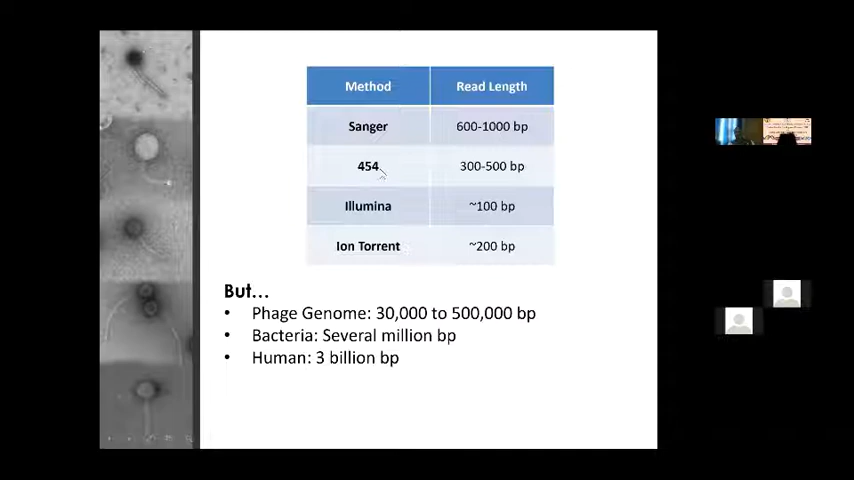 Method Read Length
Sanger 600-1000 bp
454 300-500 bp
Illumina ~100 bp
Ion Torrent ~200 bp
But...
• Phage Genome: 30,000 to 500,000 bp
• Bacteria: Several million bp
• Human: 3 billion bp